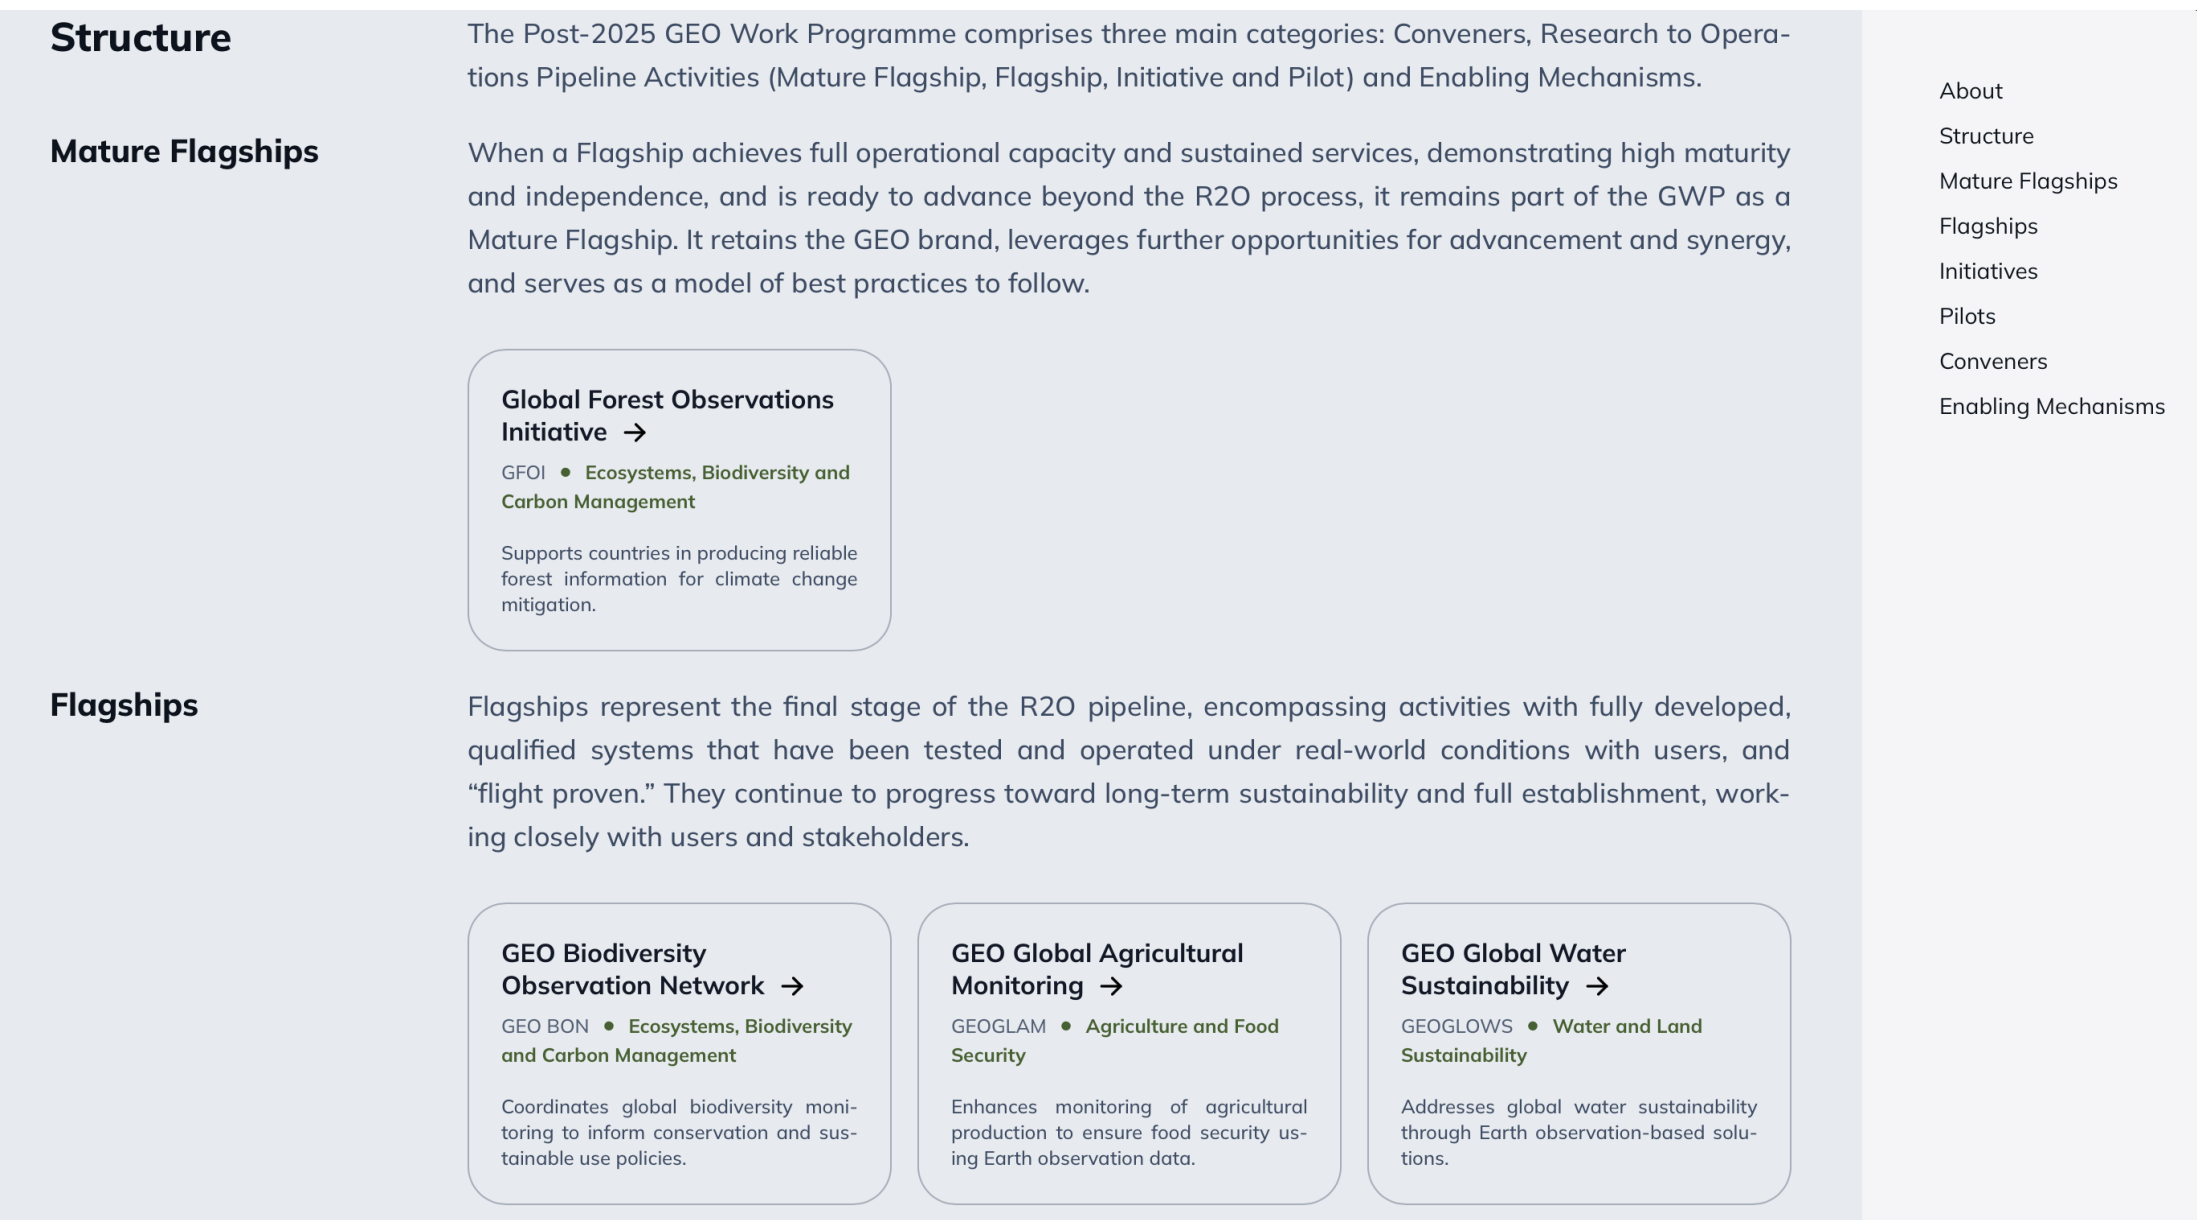 Structure
The Post-2025 GEO Work Programme comprises three main categories: Conveners, Research to Opera-
tions Pipeline Activities (Mature Flagship, Flagship, Initiative and Pilot) and Enabling Mechanisms.
Mature Flagships
When a Flagship achieves full operational capacity and sustained services, demonstrating high maturity
and independence, and is ready to advance beyond the R2O process, it remains part of the GWP as a
Mature Flagship. It retains the GEO brand, leverages further opportunities for advancement and synergy,
and serves as a model of best practices to follow.
Global Forest Observations
Initiative →
GFOI ● Ecosystems, Biodiversity and
Carbon Management
Supports countries in producing reliable
forest information for climate change
mitigation.
Flagships
Flagships represent the final stage of the R2O pipeline, encompassing activities with fully developed,
qualified systems that have been tested and operated under real-world conditions with users, and
“flight proven.” They continue to progress toward long-term sustainability and full establishment, work-
ing closely with users and stakeholders.
GEO Biodiversity
Observation Network →
GEO BON ● Ecosystems, Biodiversity
and Carbon Management
Coordinates global biodiversity moni-
toring to inform conservation and sus-
tainable use policies.
GEO Global Agricultural
Monitoring →
GEOGLAM ● Agriculture and Food
Security
Enhances monitoring of agricultural
production to ensure food security us-
ing Earth observation data.
GEO Global Water
Sustainability →
GEOGLOWS ● Water and Land
Sustainability
Addresses global water sustainability
through Earth observation-based solu-
tions.
About
Structure
Mature Flagships
Flagships
Initiatives
Pilots
Conveners
Enabling Mechanisms